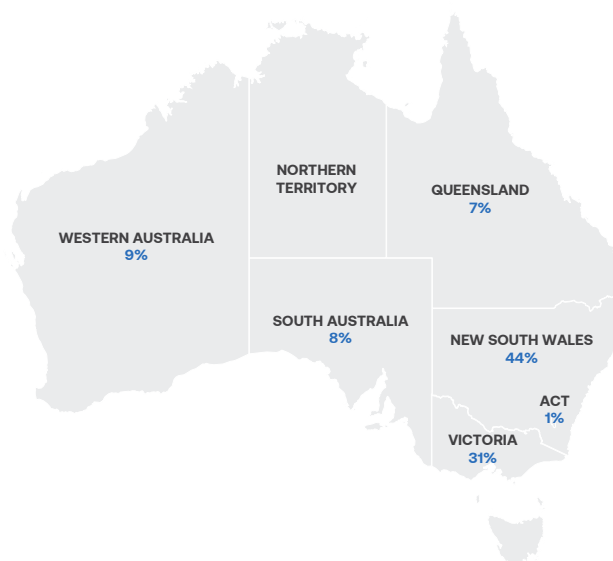 NORTHERN
TERRITORY
QUEENSLAND
7%
WESTERN AUSTRALIA
9%
SOUTH AUSTRALIA
8%
NEW SOUTH WALES
44%
ACT
1%
VICTORIA
31%